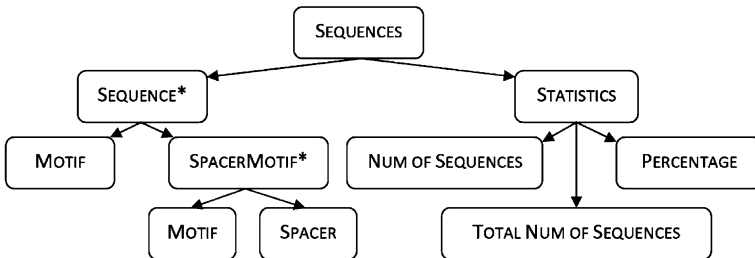 SEQUENCES
SEQUENCE*
STATISTICS
MOTIF
SPACERMOTIF*
NUM OF SEQUENCES
PERCENTAGE
MOTIF
SPACER
TOTAL NUM OF SEQUENCES